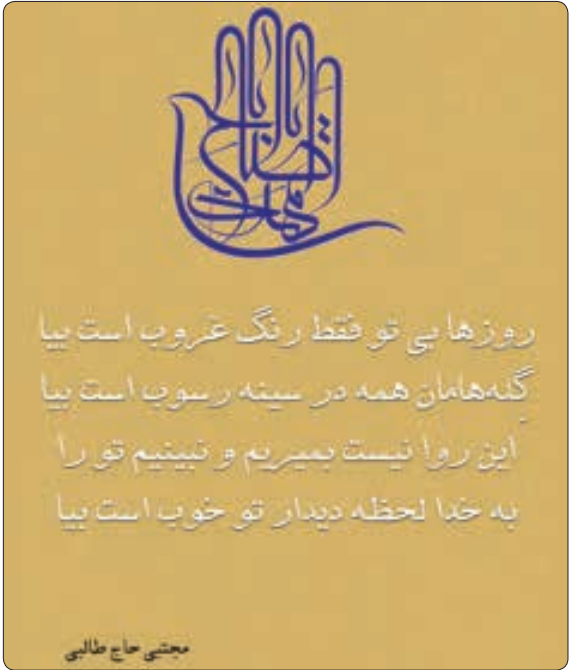 روزها بی تو فقط رنگ غروب است بیا
گله‌هامان همه در سینه رسوب است بیا
این روا نیست بمیریم و نبینیم تو را
به خدا لحظه دیدار تو خوب است بیا
مجتبی حاج طالبی